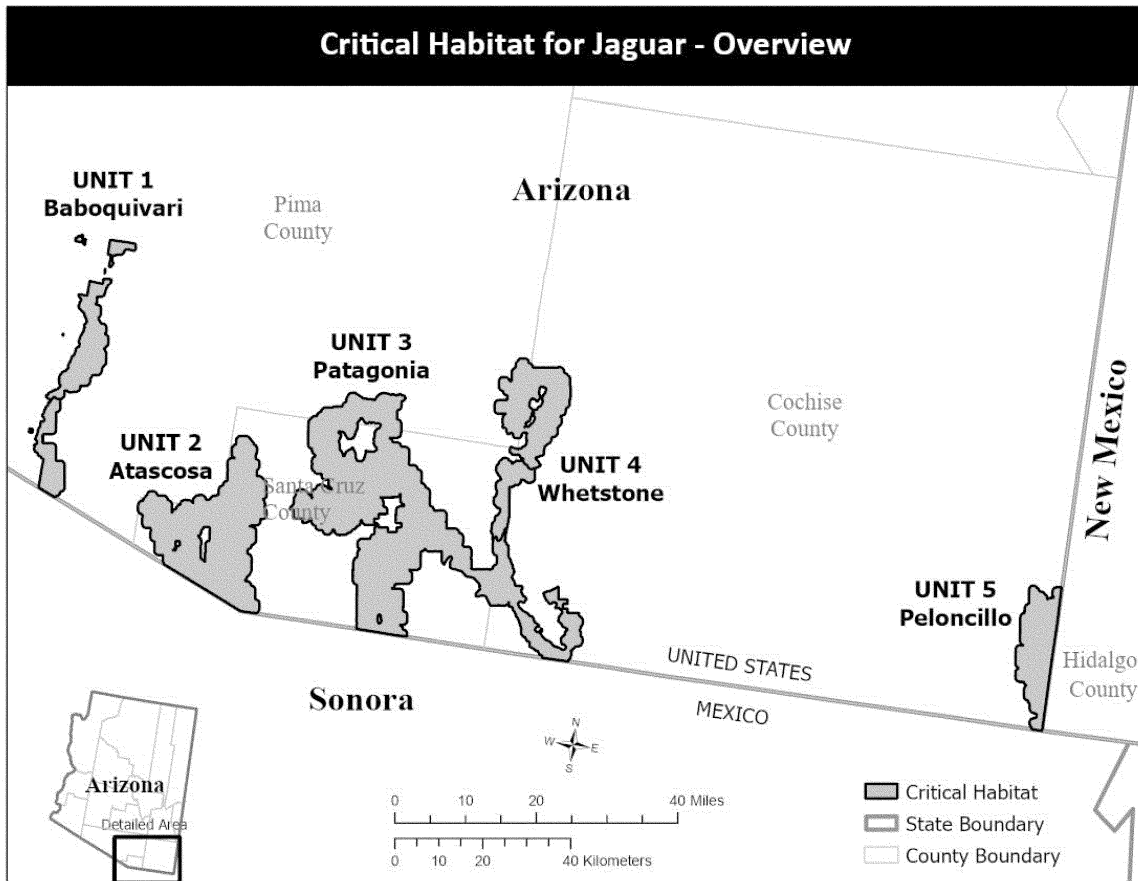 Critical Habitat for Jaguar - Overview
UNIT 1
Baboquivari
Pima
County
Arizona
UNIT 3
Patagonia
Cochise
County
New Mexico
UNIT 2
Atascosa
Santa Cruz
County
UNIT 4
Whetstone
UNIT 5
Peloncillo
Hidalgo
County
UNITED STATES
MEXICO
Sonora
N
W E
S
Arizona
Detailed Area
0 10 20 40 Miles
0 10 20 40 Kilometers
Critical Habitat
State Boundary
County Boundary